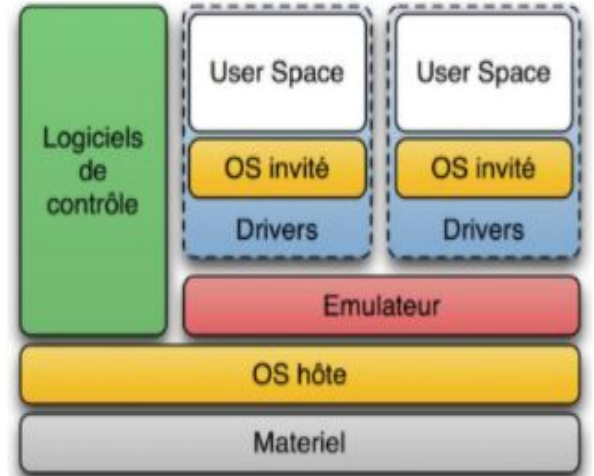 User Space
User Space
Logiciels
de
contrôle
OS invité
OS invité
Drivers
Drivers
Emulateur
OS hôte
Materiel